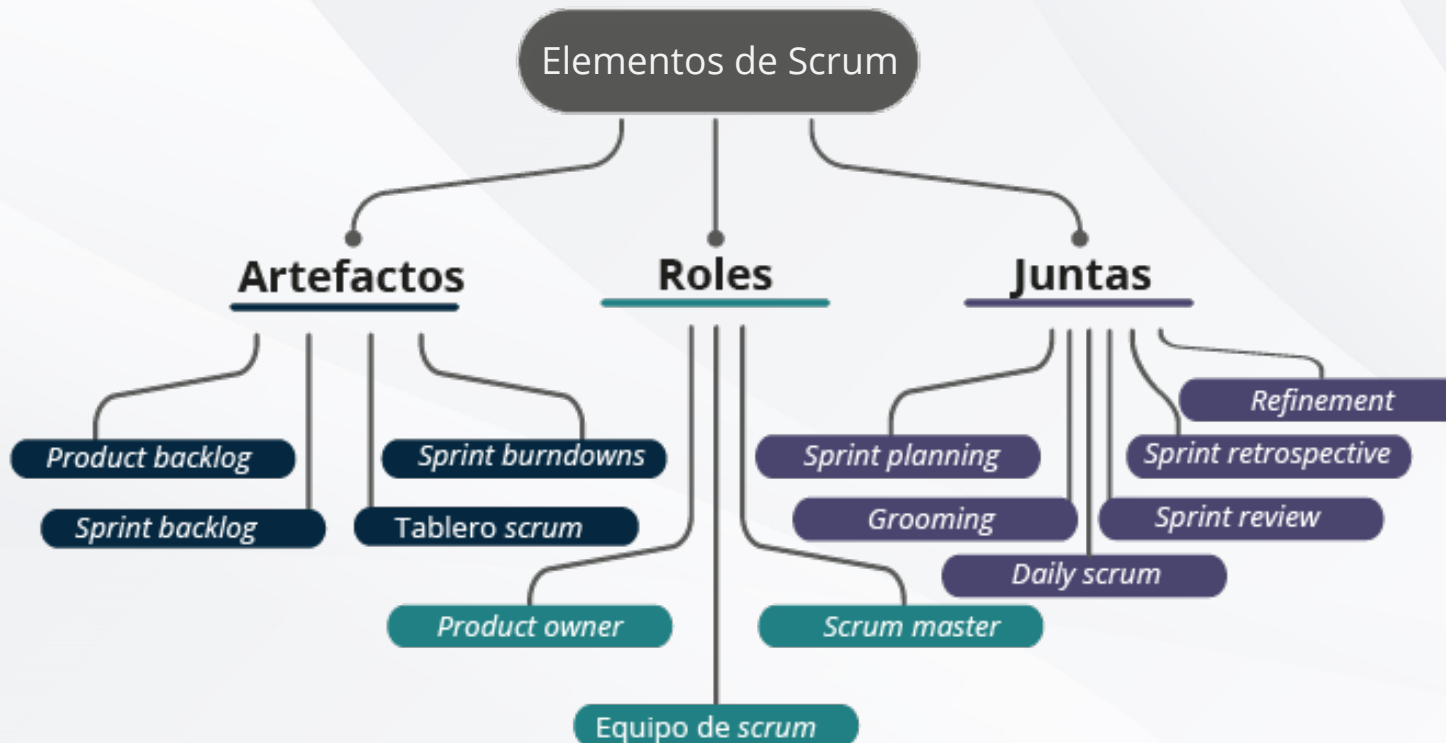 Elementos de Scrum
Artefactos
Roles
Juntas
Product backlog
Sprint backlog
Tablero scrum
Sprint burndowns
Product owner
Equipo de scrum
Scrum master
Sprint planning
Grooming
Daily scrum
Sprint review
Sprint retrospective
Refinement